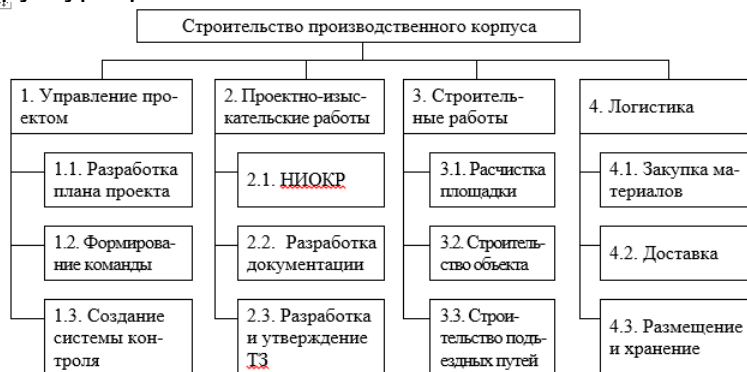 Строительство производственного корпуса
1. Управление про-
ектом
2. Проектно-изыс-
кательские работы
3. Строитель-
ные работы
4. Логистика
1.1. Разработка
плана проекта
2.1. НИОКР
3.1. Расчистка
площадки
4.1. Закупка ма-
териалов
1.2. Формирова-
ние команды
2.2. Разработка
документации
3.2. Строитель-
ство объекта
4.2. Доставка
1.3. Создание
системы кон-
троля
2.3. Разработка
и утверждение
ТЗ
3.3. Строи-
тельство подъ-
ездных путей
4.3. Размещение
и хранение